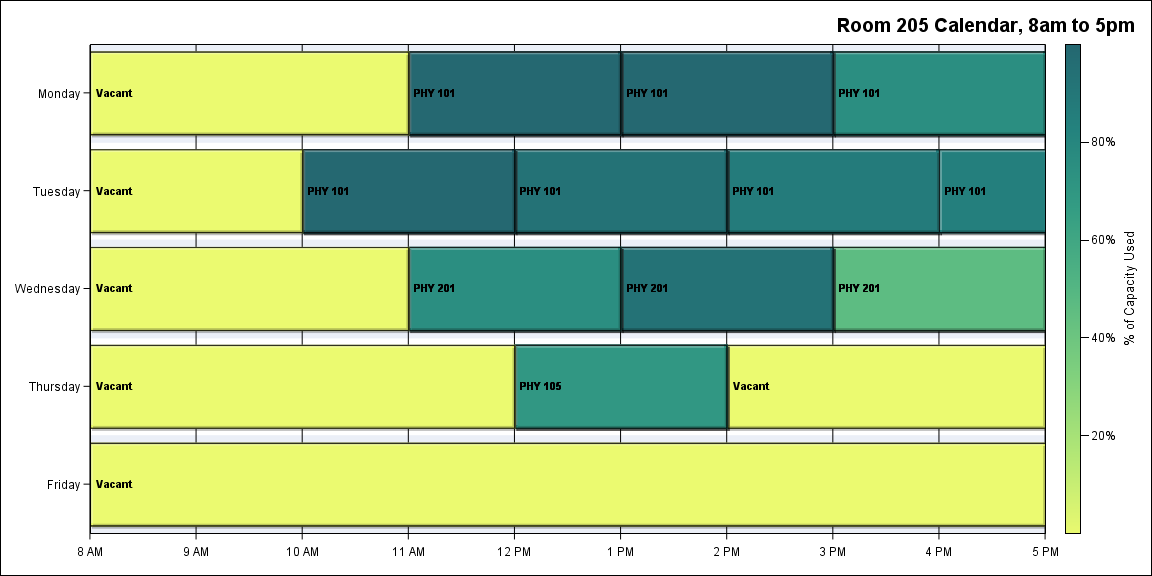 Room 205 Calendar, 8am to 5pm
Monday
Vacant
PHY 101
PHY 101
PHY 101
Tuesday
Vacant
PHY 101
PHY 101
PHY 101
PHY 101
Wednesday
Vacant
PHY 201
PHY 201
PHY 201
Thursday
Vacant
PHY 105
Vacant
Friday
Vacant
8 AM 9 AM 10 AM 11 AM 12 PM 1 PM 2 PM 3 PM 4 PM 5 PM
80%
60%
40%
20%
% of Capacity Used